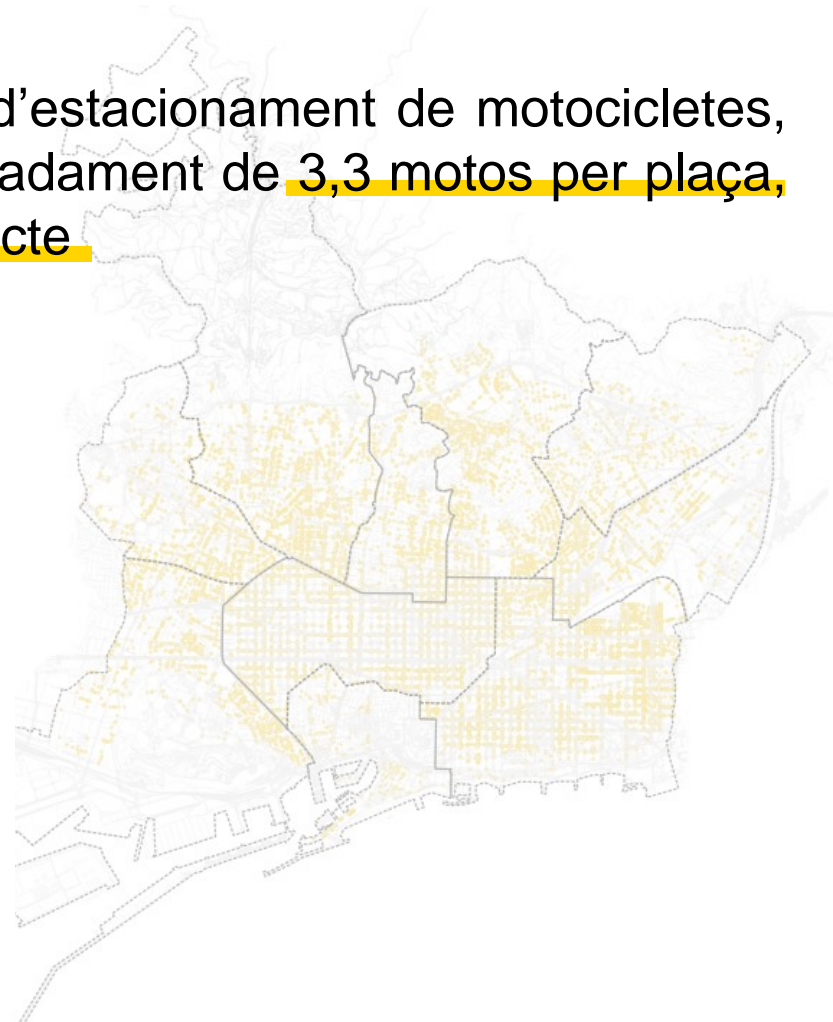 d’estacionament de motocicletes,
adament de 3,3 motos per plaça,
cte